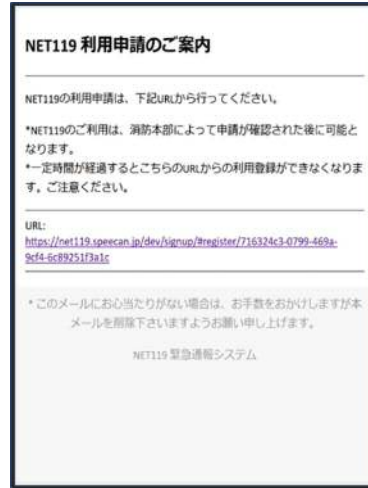 NET119 利用申請のご案内
NET119の利用申請は、下記URLから行ってください。
*NET119のご利用は、消防本部によって申請が確認された後に可能と
なります。
*一定時間が経過するとこちらのURLからの利用登録ができなくなりま
す。ご注意ください。
URL:
https://net119.speecan.jp/dev/signup/#register/716324c3-0799-469a-
9cf4-6c89251f3a1c
* このメールにお心当たりがない場合は、お手数をおかけしますが本
メールを削除下さいますようお願い申し上げます。
NET119 緊急通報システム